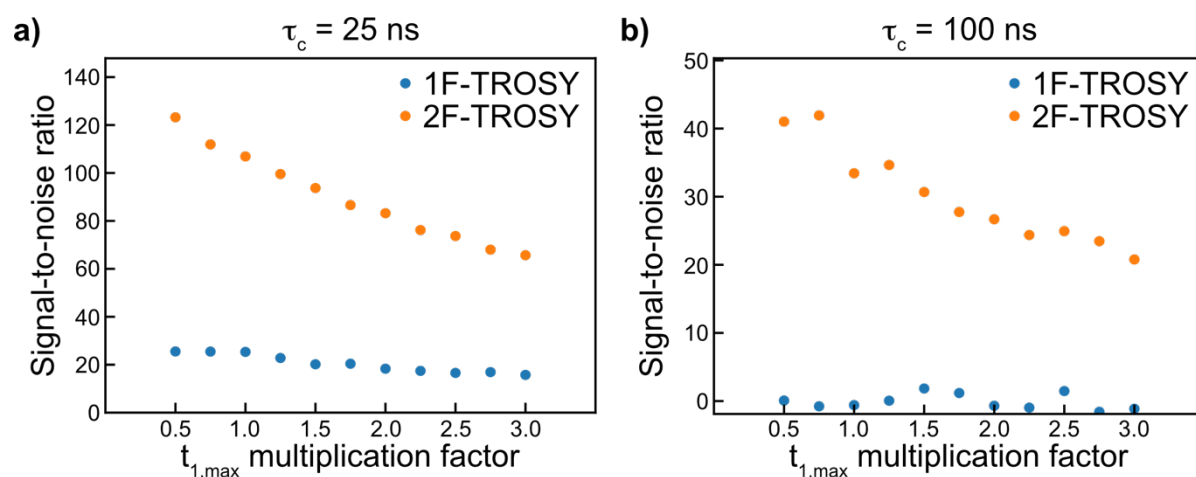 a)
τc = 25 ns
1F-TROSY
2F-TROSY
Signal-to-noise ratio
140
120
100
80
60
40
20
0
0.5 1.0 1.5 2.0 2.5 3.0
t1,max multiplication factor
b)
τc = 100 ns
1F-TROSY
2F-TROSY
Signal-to-noise ratio
50
40
30
20
10
0
0.5 1.0 1.5 2.0 2.5 3.0
t1,max multiplication factor